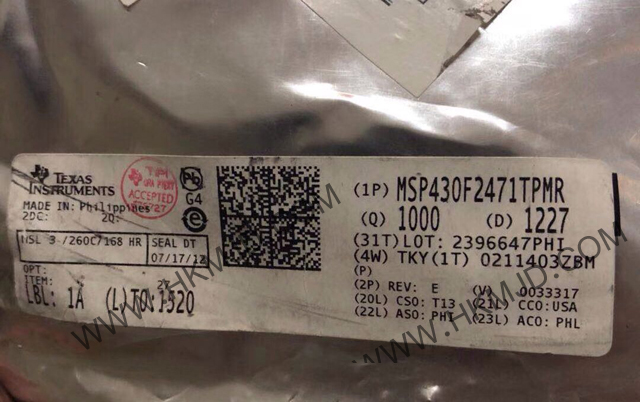 TEXAS
INSTRUMENTS
MADE IN: Philippines
2DC: 2Q:
MSL 3 /260C/168 HR
SEAL DT
07/17/12
OPT:
ITEM:
LBL: 1A (L)TO:1520
ACCEPTED
Pb
G4
e
(1P) MSP430F2471TPMR
(Q) 1000 (D) 1227
(31T)LOT: 2396647PHI
(4W) TKY(1T) 0211403ZBM
(P)
(2P) REV: E (V) 0033317
(20L) CSO: T13 (21L) CCO:USA
(22L) ASO: PHI (23L) ACO: PHL
WWW.HKMJD.COM
WWW.HKMJD.COM